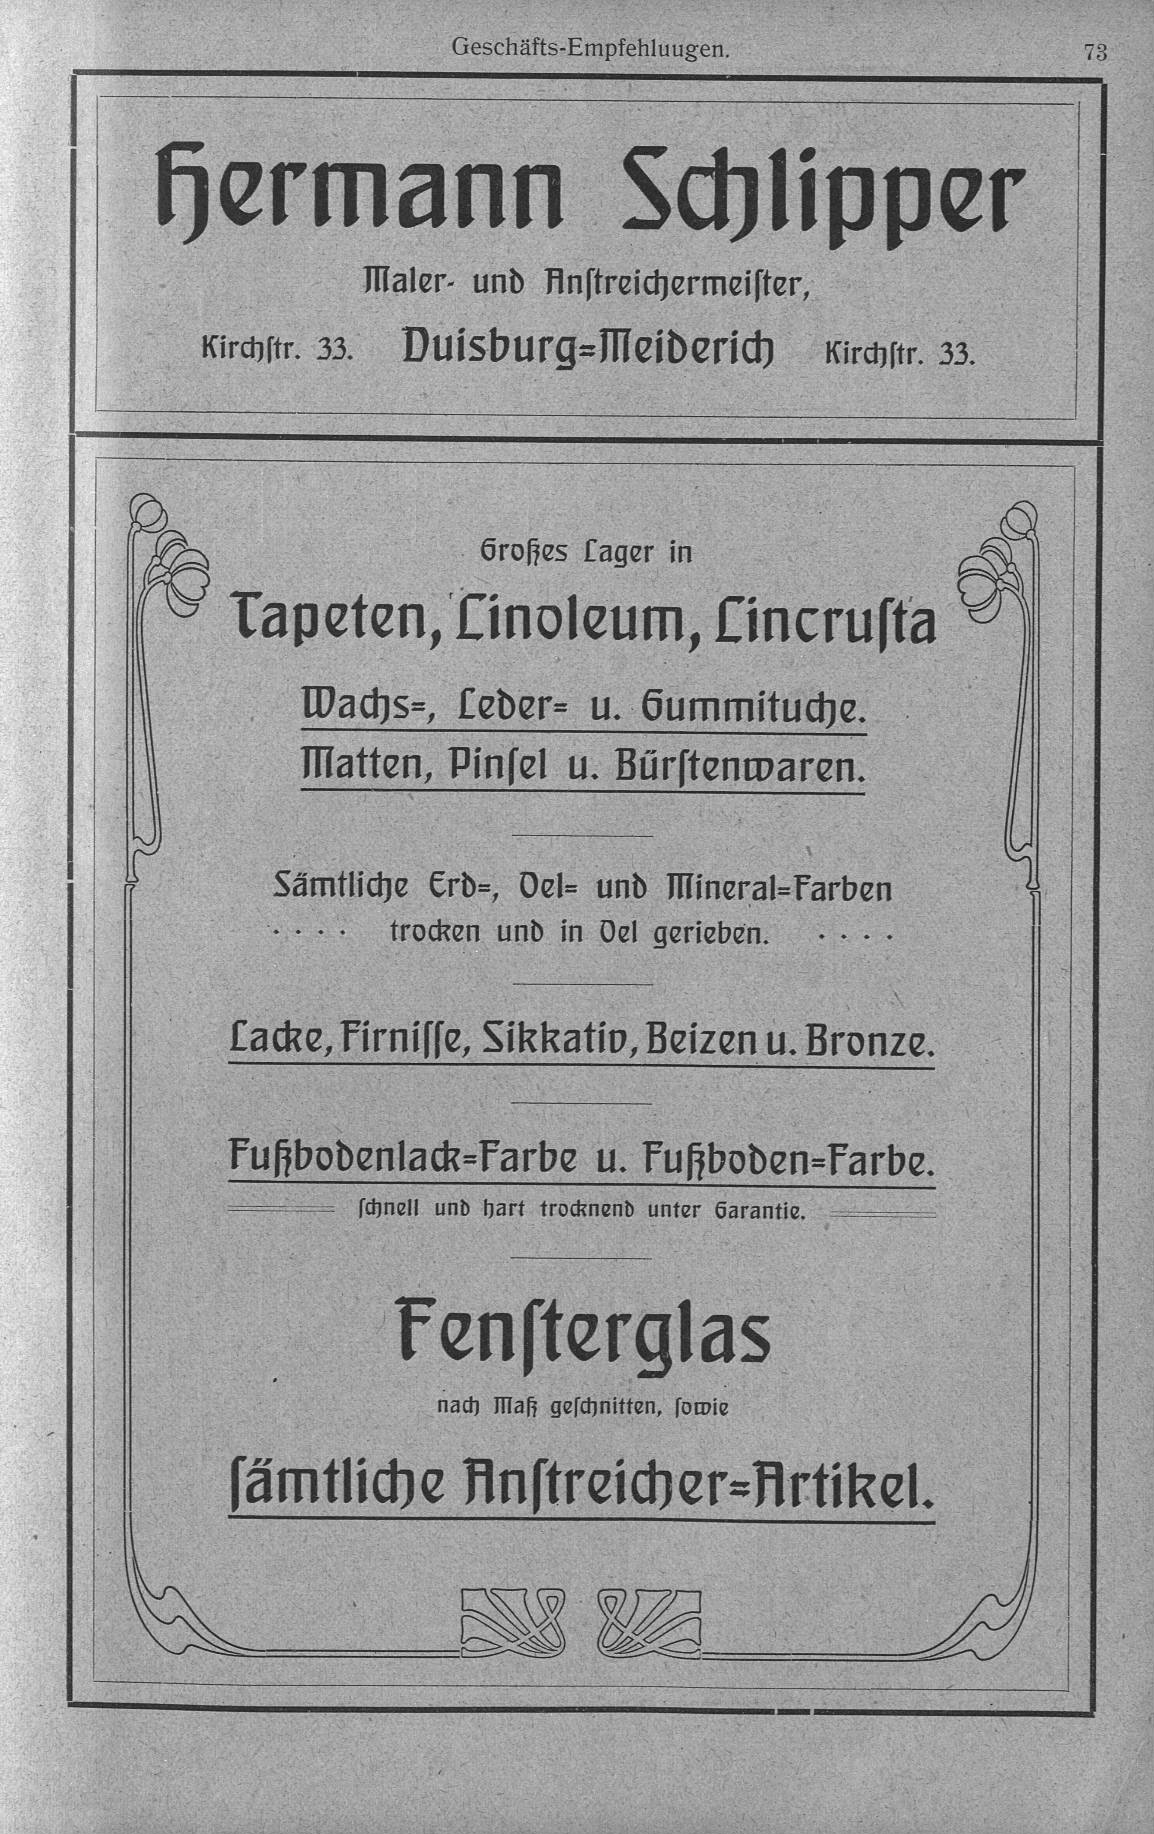 Geschäfts-Empfehluugen.
73
Hermann Schlipper
Maler- und Anſtreichermeiſter,
Kirchſtr. 33. Duisburg=Meiderich Kirchſtr. 33.
Großes Lager in
Tapeten, Linoleum, Lincruſta
Wachs=, Leder= u. Gummituche.
Matten, Pinſel u. Bürſtenwaren.
Sämtliche Erd=, Oel= und Mineral=Farben
. . . . trocken und in Oel gerieben. . . . .
Lacke, Firniſſe, Sikkativ, Beizen u. Bronze.
Fußbodenlack=Farbe u. Fußboden=Farbe.
ſchnell und hart trocknend unter Garantie.
Fenſterglas
nach Maß geſchnitten, ſowie
ſämtliche Anſtreicher=Artikel.